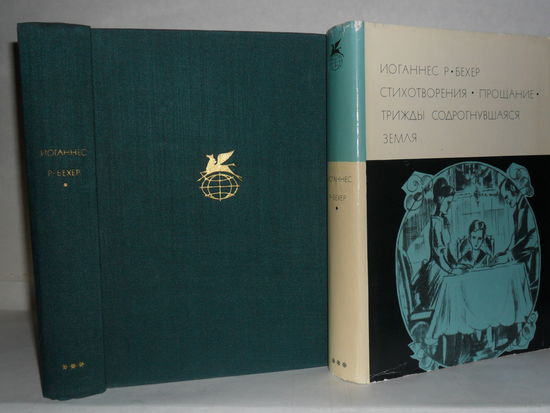 ИОГАННЕС
Р•БЕХЕР
•
***
ИОГАННЕС Р•БЕХЕР
СТИХОТВОРЕНИЯ • ПРОЩАНИЕ •
ТРИЖДЫ СОДРОГНУВШАЯСЯ
ЗЕМЛЯ
ИОГАННЕС
Р•БЕХЕР
•
***